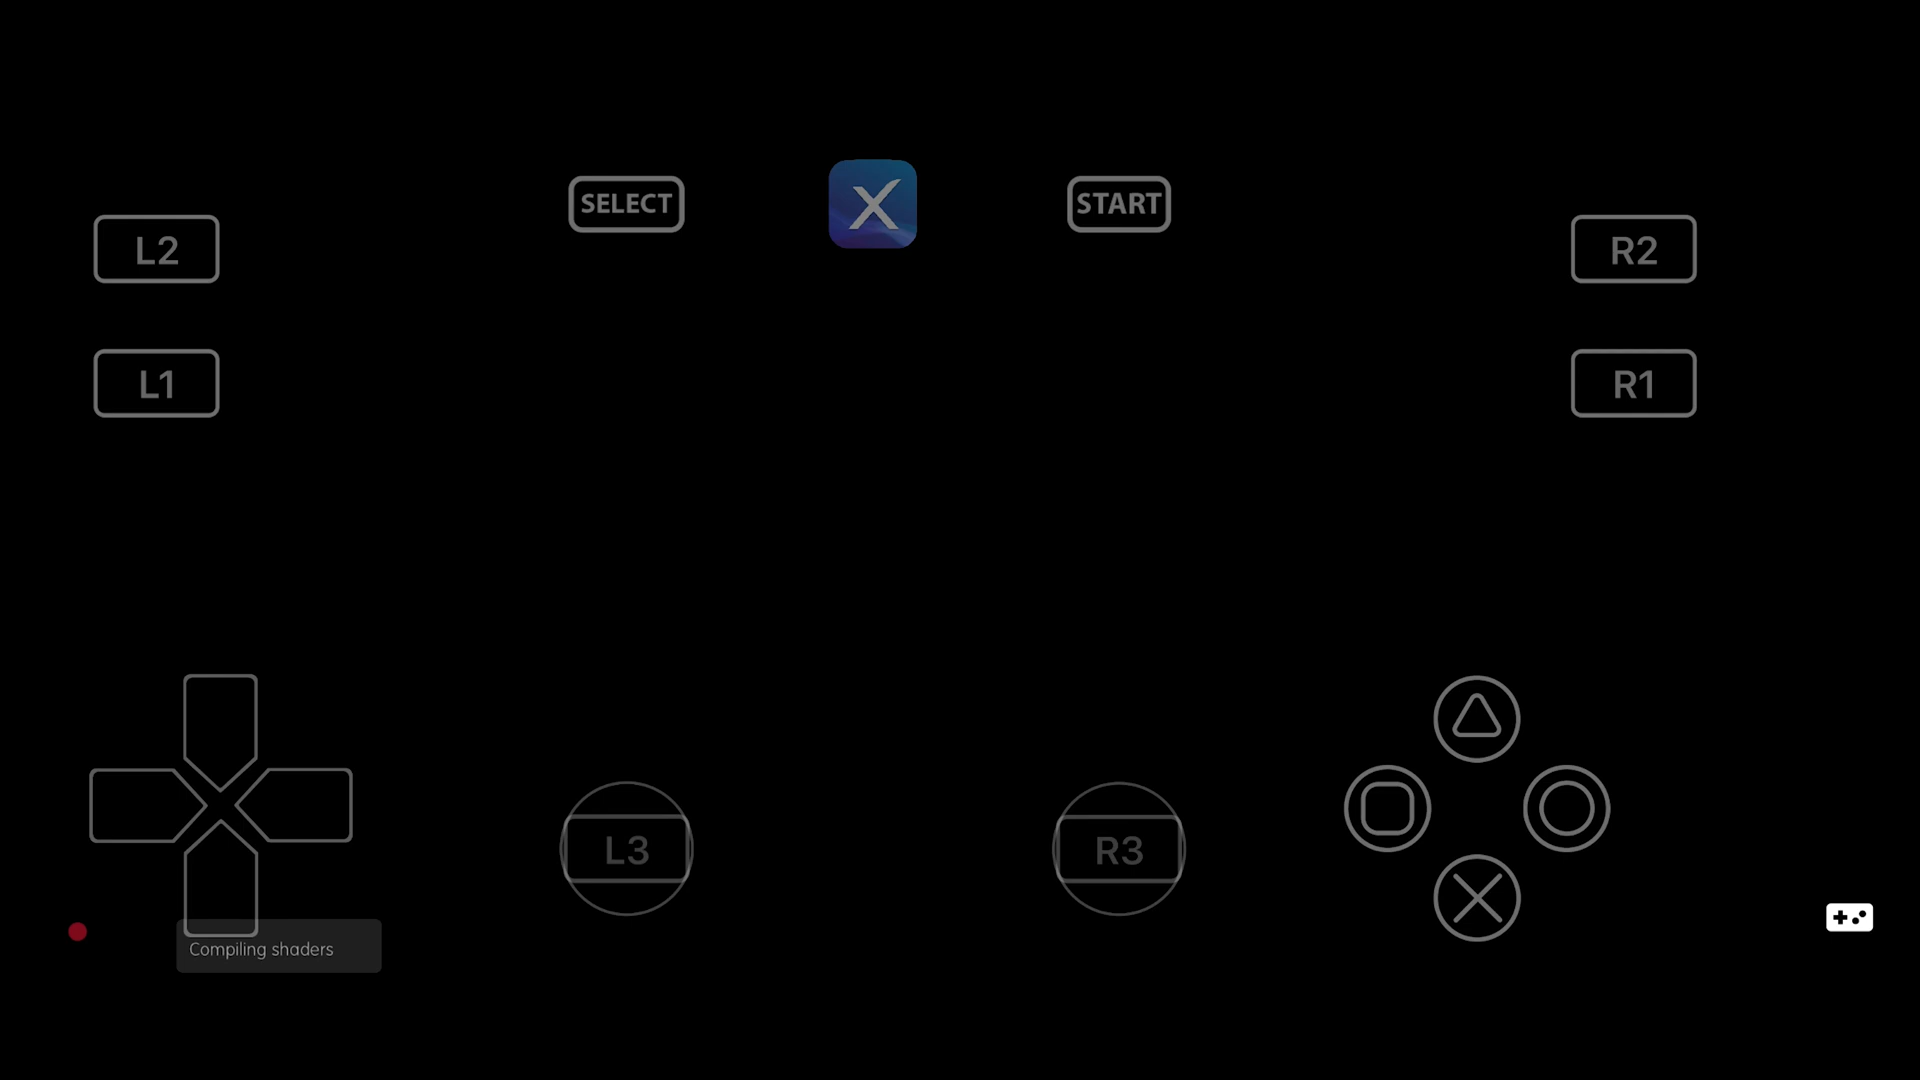 SELECT
X
START
L2
R2
L1
R1
L3
R3
Compiling shaders